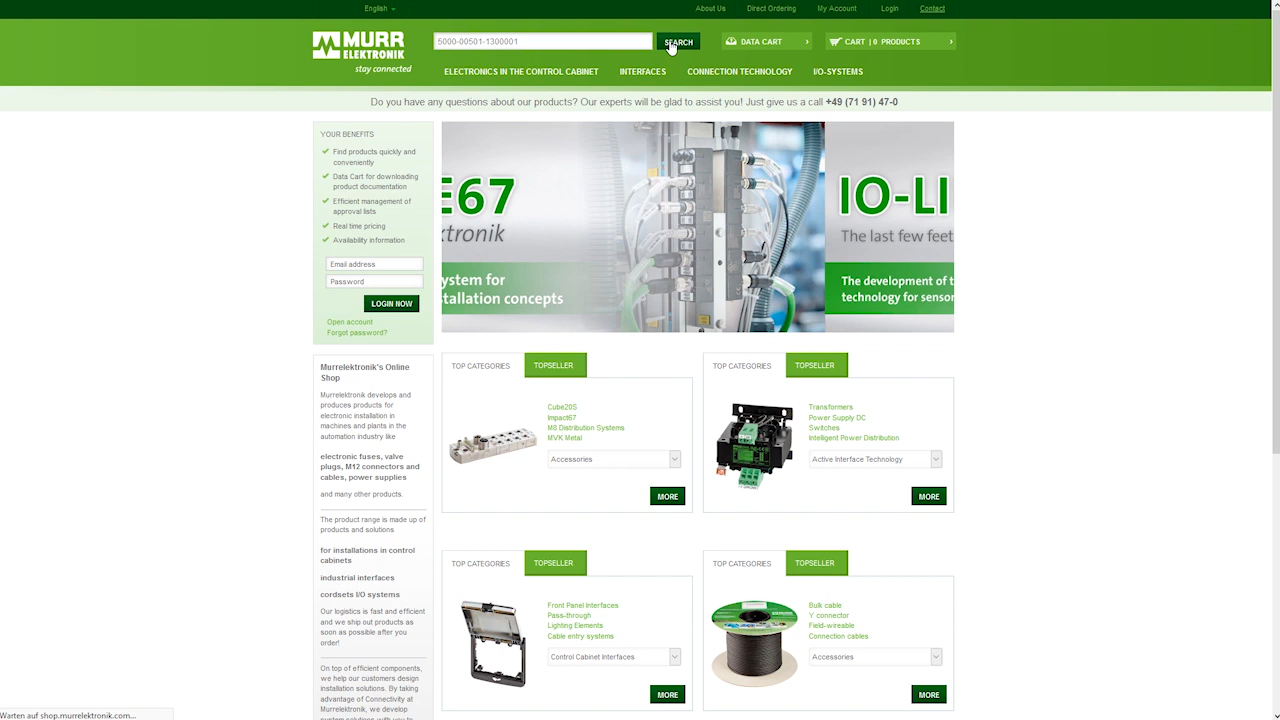 English
About Us
Direct Ordering
My Account
Login
Contact
MURR
ELEKTRONIK
stay connected
5000-00501-1300001
SEARCH
DATA CART
CART | 0 PRODUCTS
ELECTRONICS IN THE CONTROL CABINET
INTERFACES
CONNECTION TECHNOLOGY
I/O-SYSTEMS
Do you have any questions about our products? Our experts will be glad to assist you! Just give us a call +49 (71 91) 47-0
YOUR BENEFITS
Find products quickly and
conveniently
Data Cart for downloading
product documentation
Efficient management of
approval lists
Real time pricing
Availability information
Email address
Password
LOGIN NOW
Open account
Forgot password?
E67
ktronik
ystem for
stallation concepts
IO-LI
The last few feet
The development of t
technology for sensor
Murrelektronik's Online
Shop
Murrelektronik develops and
produces products for
electronic installation in
machines and plants in the
automation industry like
electronic fuses, valve
plugs, M12 connectors and
cables, power supplies
and many other products.
The product range is made up of
products and solutions
for installations in control
cabinets
industrial interfaces
cordsets I/O systems
Our logistics is fast and efficient
and we ship out products as
soon as possible after you
order!
On top of efficient components,
we help our customers design
installation solutions. By taking
advantage of Connectivity at
Murrelektronik, we develop
TOP CATEGORIES
TOPSELLER
Cube20S
Impact67
M8 Distribution Systems
MVK Metal
Accessories
MORE
TOP CATEGORIES
TOPSELLER
Transformers
Power Supply DC
Switches
Intelligent Power Distribution
Active Interface Technology
MORE
TOP CATEGORIES
TOPSELLER
Front Panel Interfaces
Pass-through
Lighting Elements
Cable entry systems
Control Cabinet Interfaces
MORE
TOP CATEGORIES
TOPSELLER
Bulk cable
Y connector
Field-wireable
Connection cables
Accessories
MORE
Warten auf shop.murrelektronik.com...